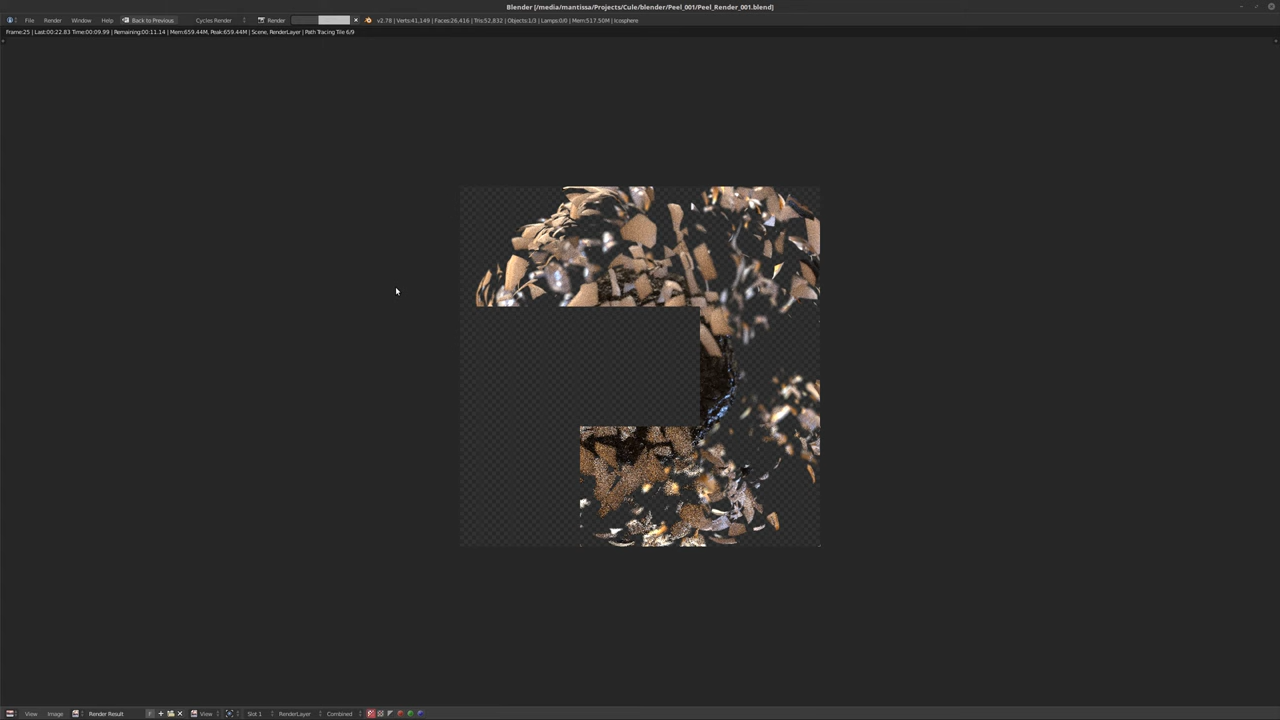 Blender [/media/mantissa/Projects/Cule/blender/Peel_001/Peel_Render_001.blend]
File Render Window Help Back to Previous Cycles Render Render v2.78 | Verts:41,149 | Faces:26,416 | Tris:52,832 | Objects:1/3 | Lamps:0/0 | Mem:517.50M | Icosphere
Frame:25 | Last:00:22.83 Time:00:09.99 | Remaining:00:11.14 | Mem:659.44M, Peak:659.44M | Scene, RenderLayer | Path Tracing Tile 6/9
View Image Render Result F View Slot 1 RenderLayer Combined